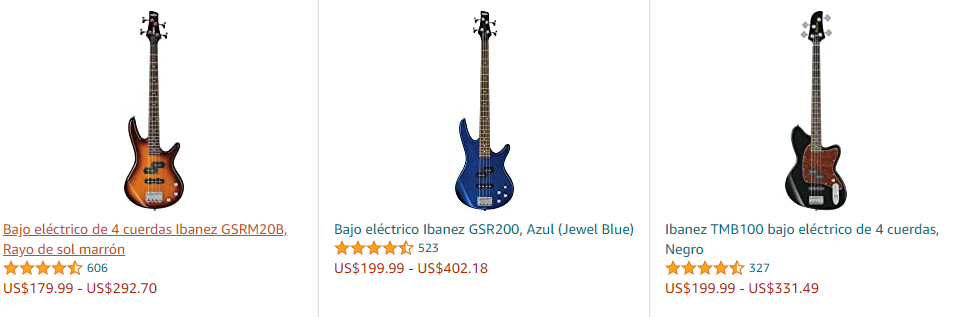 Bajo eléctrico de 4 cuerdas Ibanez GSRM20B,
Rayo de sol marrón
606
US$179.99 - US$292.70
Bajo eléctrico Ibanez GSR200, Azul (Jewel Blue)
523
US$199.99 - US$402.18
Ibanez TMB100 bajo eléctrico de 4 cuerdas,
Negro
327
US$199.99 - US$331.49